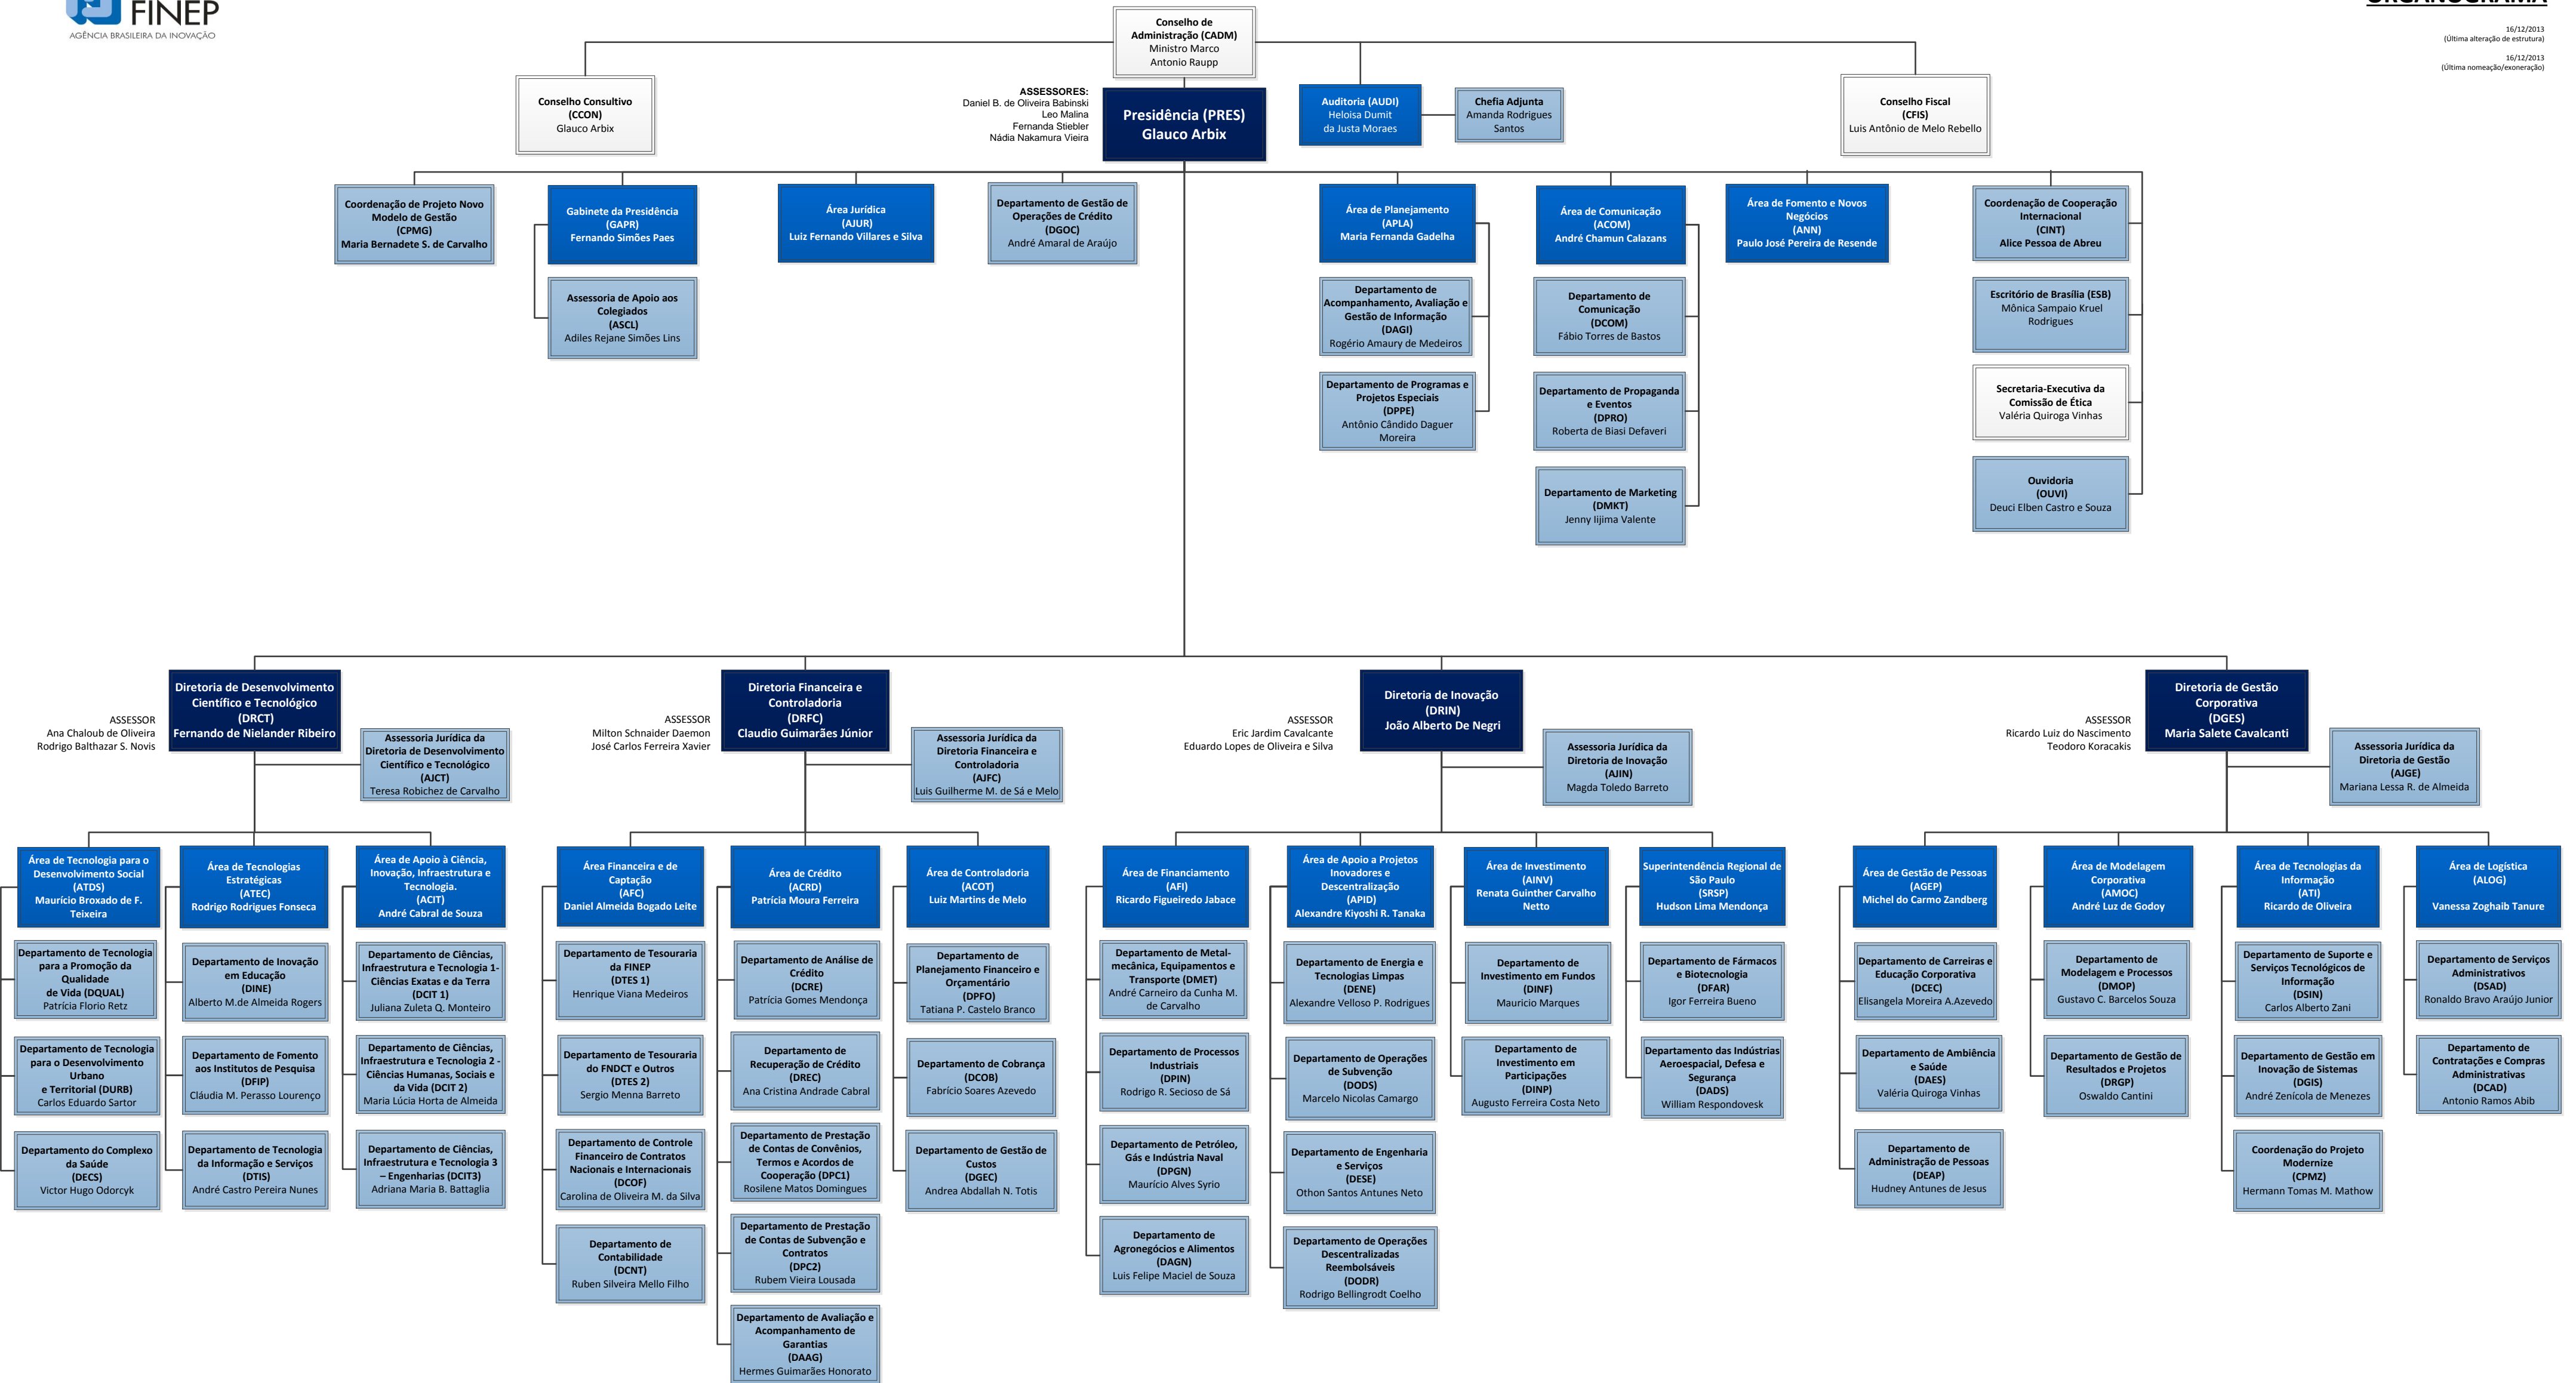 FINEP
AGÊNCIA BRASILEIRA DA INOVAÇÃO
ORGANOGRAMA
16/12/2013
(Última alteração de estrutura)
16/12/2013
(Última nomeação/exoneração)
Conselho de
Administração (CADM)
Ministro Marco
Antonio Raupp
Conselho Consultivo
(CCON)
Glauco Arbix
ASSESSORES:
Daniel B. de Oliveira Babinski
Leo Malina
Fernanda Stiebler
Nádia Nakamura Vieira
Presidência (PRES)
Glauco Arbix
Auditoria (AUDI)
Heloisa Dumit
da Justa Moraes
Chefia Adjunta
Amanda Rodrigues
Santos
Conselho Fiscal
(CFIS)
Luis Antônio de Melo Rebello
Coordenação de Projeto Novo
Modelo de Gestão
(CPMG)
Maria Bernadete S. de Carvalho
Gabinete da Presidência
(GAPR)
Fernando Simões Paes
Assessoria de Apoio aos
Colegiados
(ASCL)
Adiles Rejane Simões Lins
Área Jurídica
(AJUR)
Luiz Fernando Villares e Silva
Departamento de Gestão de
Operações de Crédito
(DGOC)
André Amaral de Araújo
Área de Planejamento
(APLA)
Maria Fernanda Gadelha
Departamento de
Acompanhamento, Avaliação e
Gestão de Informação
(DAGI)
Rogério Amaury de Medeiros
Departamento de Programas e
Projetos Especiais
(DPPE)
Antônio Cândido Daguer
Moreira
Área de Comunicação
(ACOM)
André Chamun Calazans
Departamento de
Comunicação
(DCOM)
Fábio Torres de Bastos
Departamento de Propaganda
e Eventos
(DPRO)
Roberta de Biasi Defaveri
Departamento de Marketing
(DMKT)
Jenny Iijima Valente
Área de Fomento e Novos
Negócios
(ANN)
Paulo José Pereira de Resende
Coordenação de Cooperação
Internacional
(CINT)
Alice Pessoa de Abreu
Escritório de Brasília (ESB)
Mônica Sampaio Kruel
Rodrigues
Secretaria-Executiva da
Comissão de Ética
Valéria Quiroga Vinhas
Ouvidoria
(OUVI)
Deuci Elben Castro e Souza
ASSESSOR
Ana Chaloub de Oliveira
Rodrigo Balthazar S. Novis
Diretoria de Desenvolvimento
Científico e Tecnológico
(DRCT)
Fernando de Nielander Ribeiro
Assessoria Jurídica da
Diretoria de Desenvolvimento
Científico e Tecnológico
(AJCT)
Teresa Robichez de Carvalho
ASSESSOR
Milton Schnaider Daemon
José Carlos Ferreira Xavier
Diretoria Financeira e
Controladoria
(DRFC)
Claudio Guimarães Júnior
Assessoria Jurídica da
Diretoria Financeira e
Controladoria
(AJFC)
Luis Guilherme M. de Sá e Melo
ASSESSOR
Eric Jardim Cavalcante
Eduardo Lopes de Oliveira e Silva
Diretoria de Inovação
(DRIN)
João Alberto De Negri
Assessoria Jurídica da
Diretoria de Inovação
(AJIN)
Magda Toledo Barreto
ASSESSOR
Ricardo Luiz do Nascimento
Teodoro Koracakis
Diretoria de Gestão
Corporativa
(DGES)
Maria Salete Cavalcanti
Assessoria Jurídica da
Diretoria de Gestão
(AJGE)
Mariana Lessa R. de Almeida
Área de Tecnologia para o
Desenvolvimento Social
(ATDS)
Maurício Broxado de F.
Teixeira
Departamento de Tecnologia
para a Promoção da
Qualidade
de Vida (DQUAL)
Patrícia Florio Retz
Departamento de Tecnologia
para o Desenvolvimento
Urbano
e Territorial (DURB)
Carlos Eduardo Sartor
Departamento do Complexo
da Saúde
(DECS)
Victor Hugo Odorcyk
Área de Tecnologias
Estratégicas
(ATEC)
Rodrigo Rodrigues Fonseca
Departamento de Inovação
em Educação
(DINE)
Alberto M.de Almeida Rogers
Departamento de Fomento
aos Institutos de Pesquisa
(DFIP)
Cláudia M. Perasso Lourenço
Departamento de Tecnologia
da Informação e Serviços
(DTIS)
André Castro Pereira Nunes
Área de Apoio à Ciência,
Inovação, Infraestrutura e
Tecnologia.
(ACIT)
André Cabral de Souza
Departamento de Ciências,
Infraestrutura e Tecnologia 1-
Ciências Exatas e da Terra
(DCIT 1)
Juliana Zuleta Q. Monteiro
Departamento de Ciências,
Infraestrutura e Tecnologia 2 -
Ciências Humanas, Sociais e
da Vida (DCIT 2)
Maria Lúcia Horta de Almeida
Departamento de Ciências,
Infraestrutura e Tecnologia 3
– Engenharias (DCIT3)
Adriana Maria B. Battaglia
Área Financeira e de
Captação
(AFC)
Daniel Almeida Bogado Leite
Departamento de Tesouraria
da FINEP
(DTES 1)
Henrique Viana Medeiros
Departamento de Tesouraria
do FNDCT e Outros
(DTES 2)
Sergio Menna Barreto
Departamento de Controle
Financeiro de Contratos
Nacionais e Internacionais
(DCOF)
Carolina de Oliveira M. da Silva
Departamento de
Contabilidade
(DCNT)
Ruben Silveira Mello Filho
Área de Crédito
(ACRD)
Patrícia Moura Ferreira
Departamento de Análise de
Crédito
(DCRE)
Patrícia Gomes Mendonça
Departamento de
Recuperação de Crédito
(DREC)
Ana Cristina Andrade Cabral
Departamento de Prestação
de Contas de Convênios,
Termos e Acordos de
Cooperação (DPC1)
Rosilene Matos Domingues
Departamento de Prestação
de Contas de Subvenção e
Contratos
(DPC2)
Rubem Vieira Lousada
Departamento de Avaliação e
Acompanhamento de
Garantias
(DAAG)
Hermes Guimarães Honorato
Área de Controladoria
(ACOT)
Luiz Martins de Melo
Departamento de
Planejamento Financeiro e
Orçamentário
(DPFO)
Tatiana P. Castelo Branco
Departamento de Cobrança
(DCOB)
Fabrício Soares Azevedo
Departamento de Gestão de
Custos
(DGEC)
Andrea Abdallah N. Totis
Área de Financiamento
(AFI)
Ricardo Figueiredo Jabace
Departamento de Metal-
mecânica, Equipamentos e
Transporte (DMET)
André Carneiro da Cunha M.
de Carvalho
Departamento de Processos
Industriais
(DPIN)
Rodrigo R. Secioso de Sá
Departamento de Petróleo,
Gás e Indústria Naval
(DPGN)
Maurício Alves Syrio
Departamento de
Agronegócios e Alimentos
(DAGN)
Luis Felipe Maciel de Souza
Área de Apoio a Projetos
Inovadores e
Descentralização
(APID)
Alexandre Kiyoshi R. Tanaka
Departamento de Energia e
Tecnologias Limpas
(DENE)
Alexandre Velloso P. Rodrigues
Departamento de Operações
de Subvenção
(DODS)
Marcelo Nicolas Camargo
Departamento de Engenharia
e Serviços
(DESE)
Othon Santos Antunes Neto
Departamento de Operações
Descentralizadas
Reembolsáveis
(DODR)
Rodrigo Bellingrodt Coelho
Área de Investimento
(AINV)
Renata Guinther Carvalho
Netto
Departamento de
Investimento em Fundos
(DINF)
Mauricio Marques
Departamento de
Investimento em
Participações
(DINP)
Augusto Ferreira Costa Neto
Superintendência Regional de
São Paulo
(SRSP)
Hudson Lima Mendonça
Departamento de Fármacos
e Biotecnologia
(DFAR)
Igor Ferreira Bueno
Departamento das Indústrias
Aeroespacial, Defesa e
Segurança
(DADS)
William Respondovesk
Área de Gestão de Pessoas
(AGEP)
Michel do Carmo Zandberg
Departamento de Carreiras e
Educação Corporativa
(DCEC)
Elisangela Moreira A.Azevedo
Departamento de Ambiência
e Saúde
(DAES)
Valéria Quiroga Vinhas
Departamento de
Administração de Pessoas
(DEAP)
Hudney Antunes de Jesus
Área de Modelagem
Corporativa
(AMOC)
André Luz de Godoy
Departamento de
Modelagem e Processos
(DMOP)
Gustavo C. Barcelos Souza
Departamento de Gestão de
Resultados e Projetos
(DRGP)
Oswaldo Cantini
Área de Tecnologias da
Informação
(ATI)
Ricardo de Oliveira
Departamento de Suporte e
Serviços Tecnológicos de
Informação
(DSIN)
Carlos Alberto Zani
Departamento de Gestão em
Inovação de Sistemas
(DGIS)
André Zenícola de Menezes
Coordenação do Projeto
Modernize
(CPMZ)
Hermann Tomas M. Mathow
Área de Logística
(ALOG)
Vanessa Zoghaib Tanure
Departamento de Serviços
Administrativos
(DSAD)
Ronaldo Bravo Araújo Junior
Departamento de
Contratações e Compras
Administrativas
(DCAD)
Antonio Ramos Abib